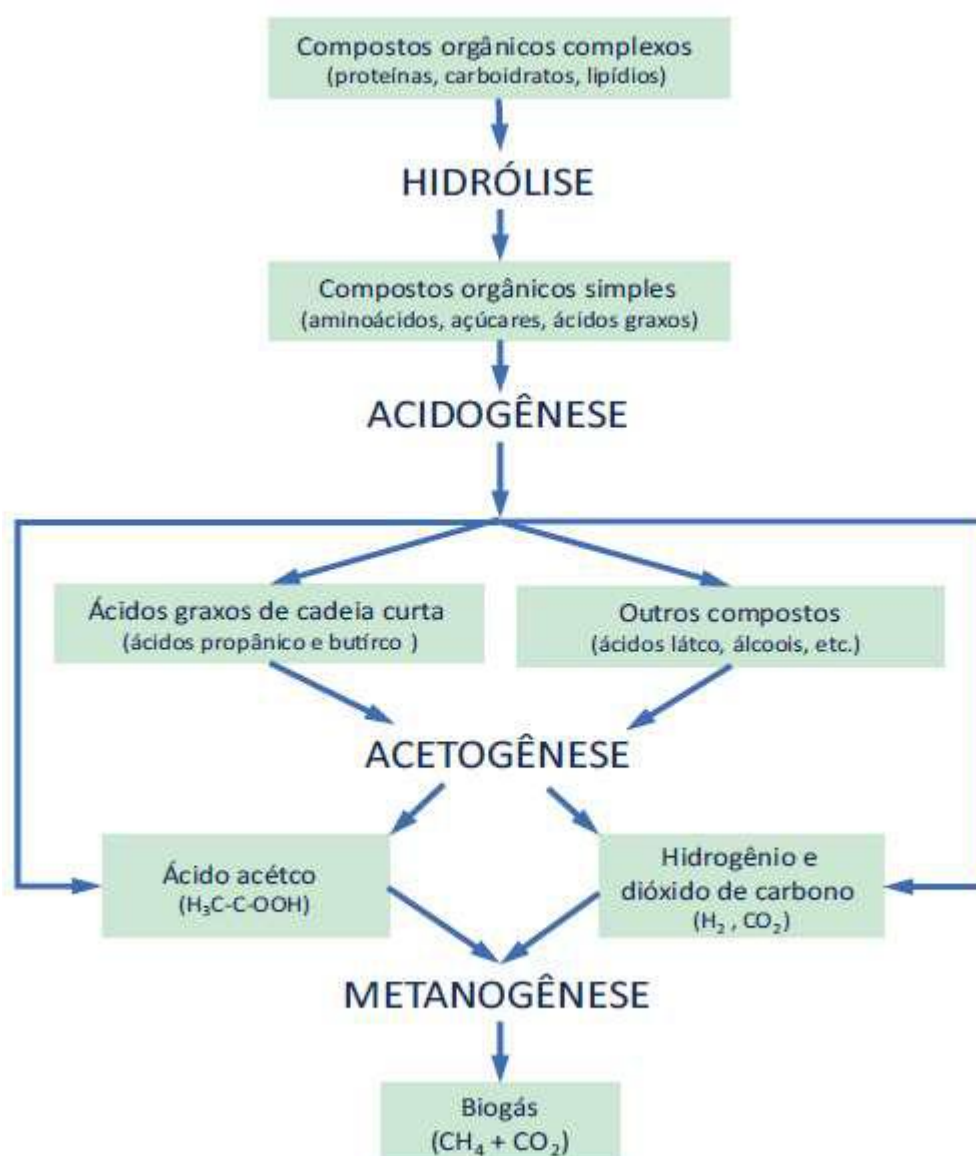 Compostos orgânicos complexos
(proteínas, carboidratos, lipídios)
HIDRÓLISE
Compostos orgânicos simples
(aminoácidos, açúcares, ácidos graxos)
ACIDOGÊNESE
Ácidos graxos de cadeia curta
(ácidos propânico e butírco )
Outros compostos
(ácidos látco, álcoois, etc.)
ACETOGÊNESE
Ácido acétco
(H₃C-C-OOH)
Hidrogênio e
dióxido de carbono
(H₂ , CO₂)
METANOGÊNESE
Biogás
(CH₄ + CO₂)